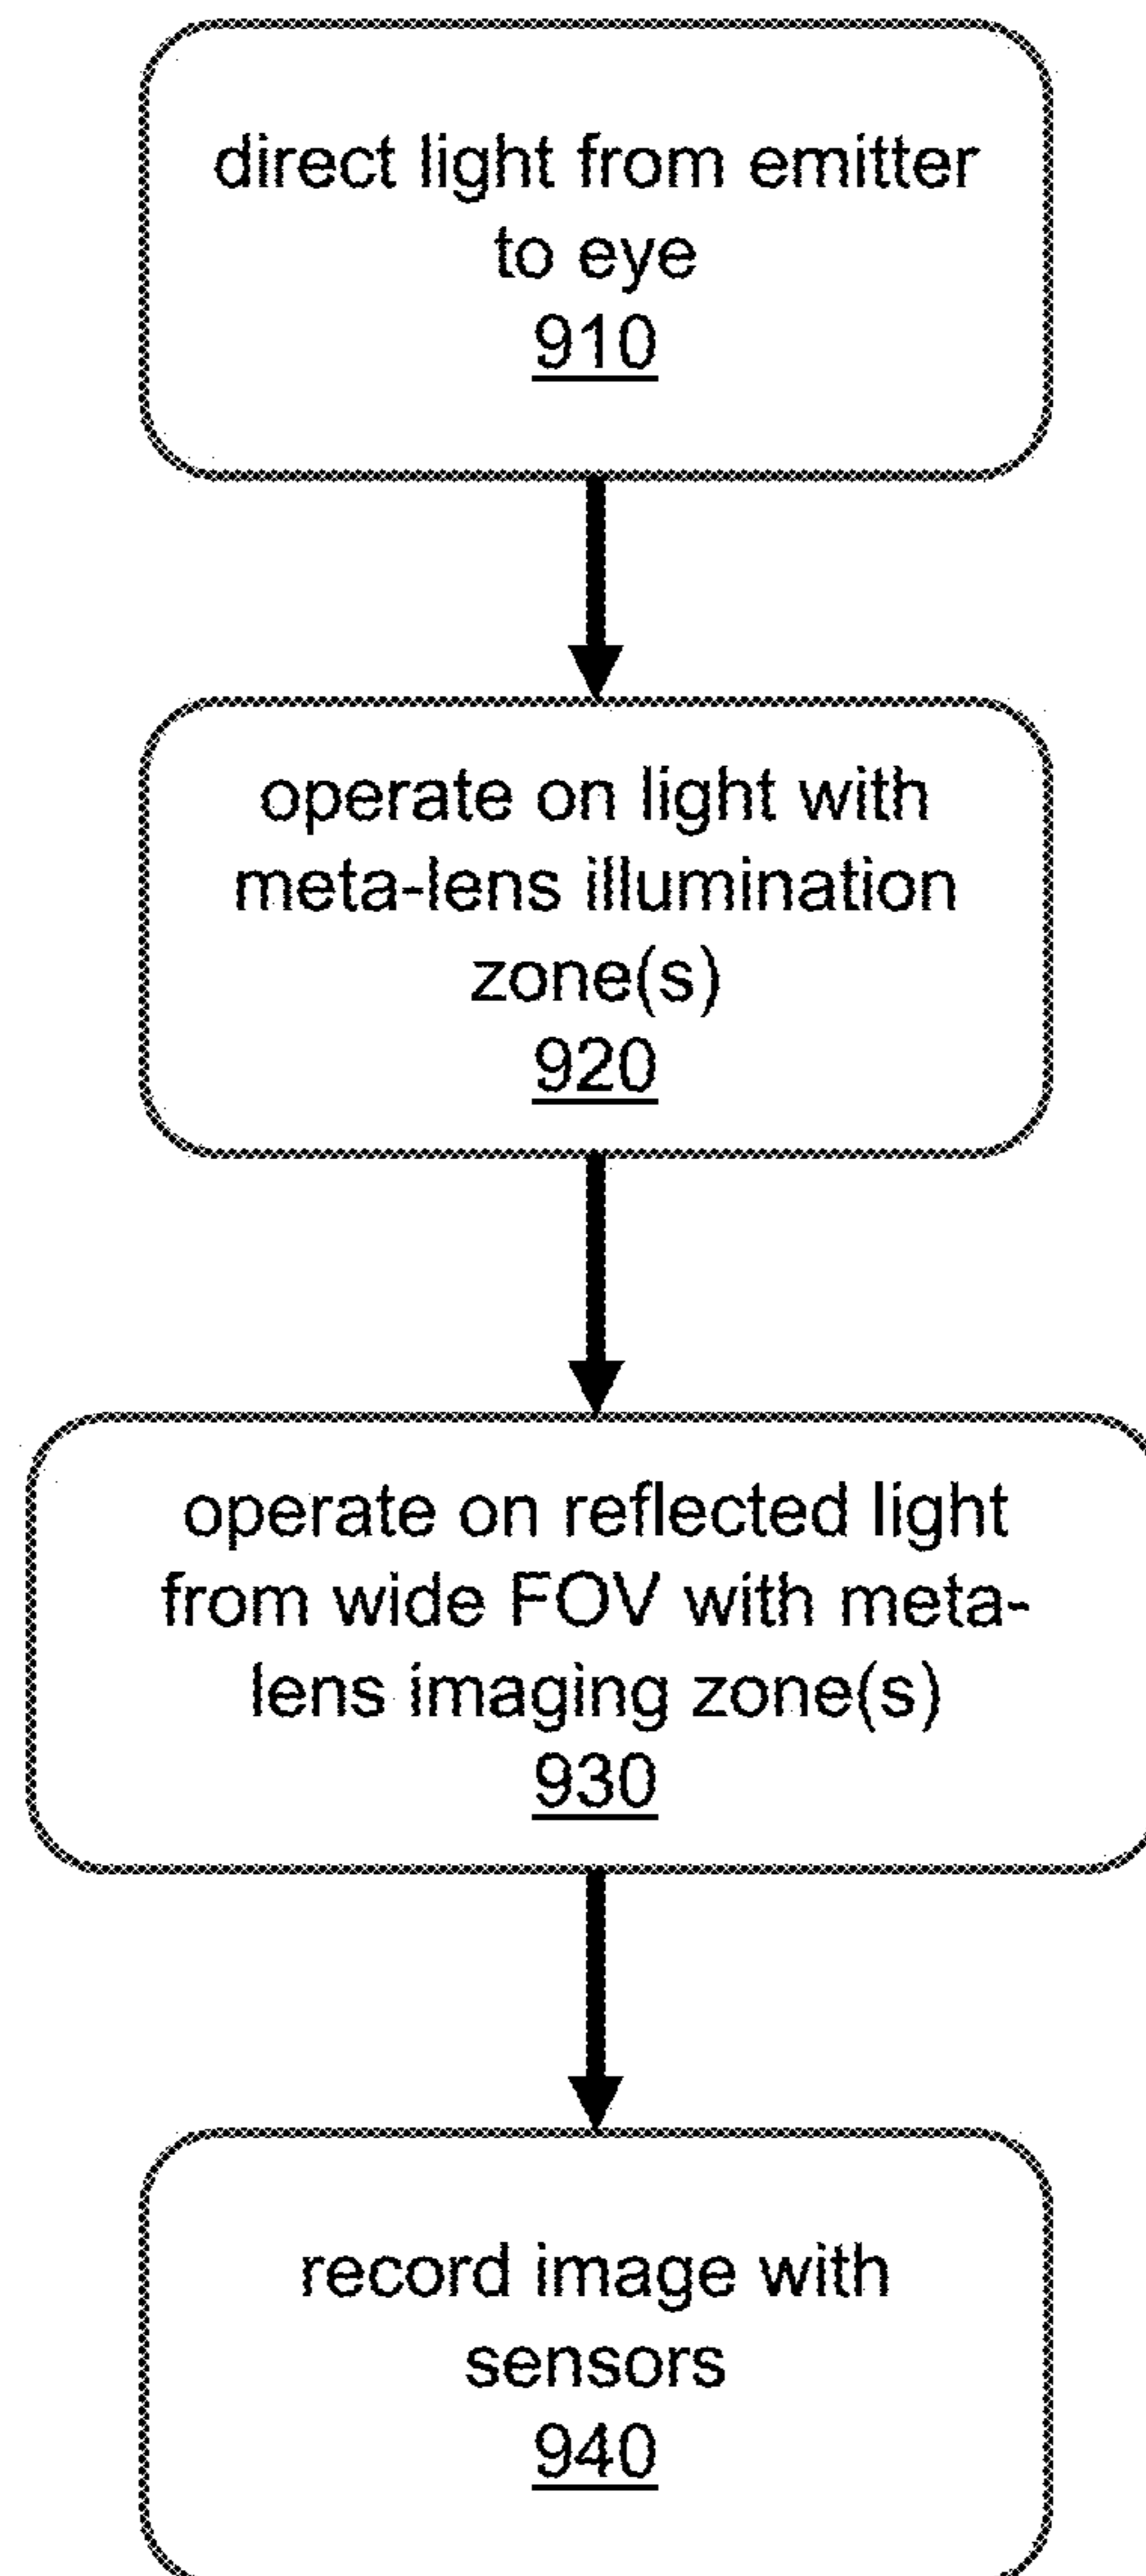 direct light from emitter
to eye
910
operate on light with
meta-lens illumination
zone(s)
920
operate on reflected light
from wide FOV with meta-
lens imaging zone(s)
930
record image with
sensors
940